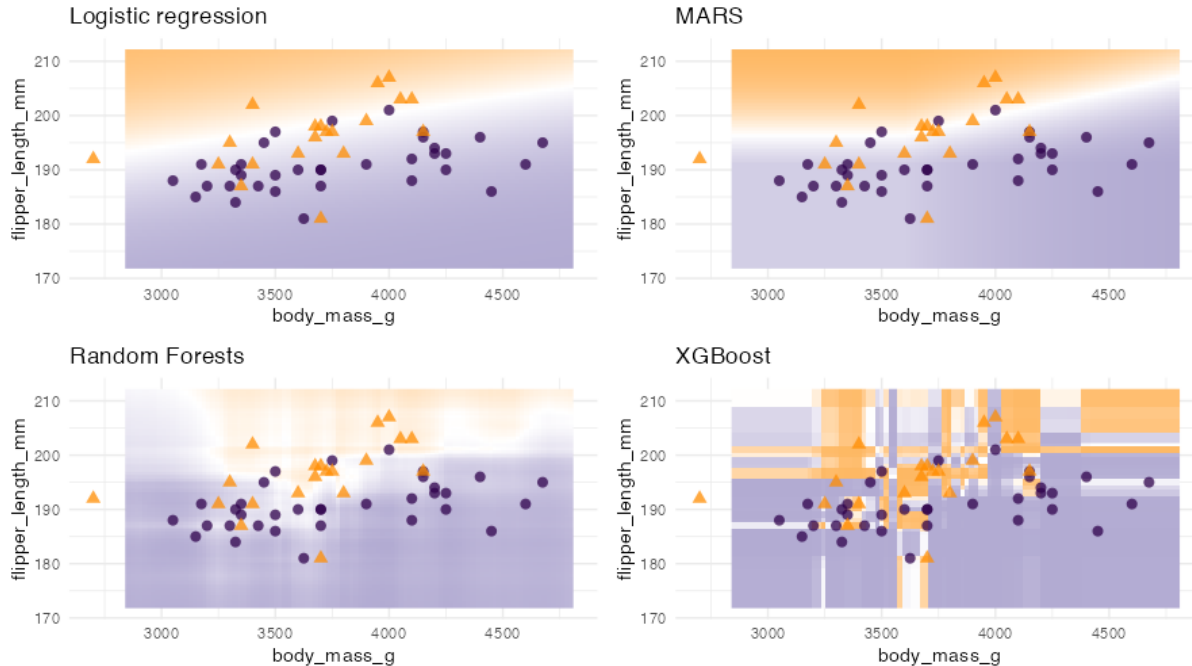 Logistic regression
flipper_length_mm
210
200
190
180
170
3000 3500 4000 4500
body_mass_g
MARS
flipper_length_mm
210
200
190
180
170
3000 3500 4000 4500
body_mass_g
Random Forests
flipper_length_mm
210
200
190
180
170
3000 3500 4000 4500
body_mass_g
XGBoost
flipper_length_mm
210
200
190
180
170
3000 3500 4000 4500
body_mass_g